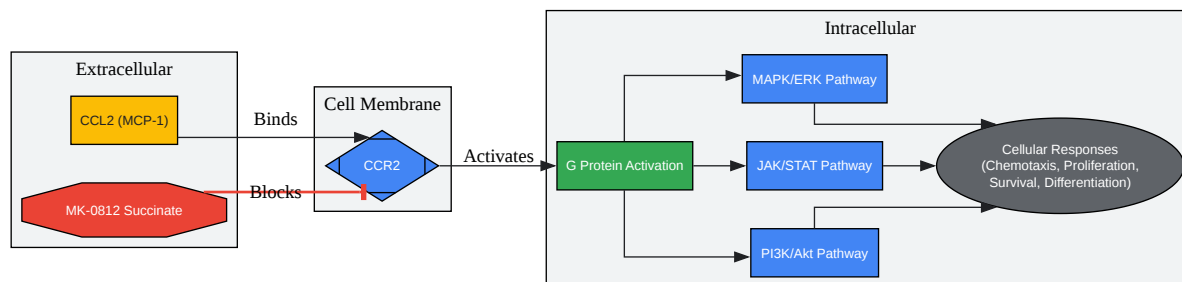 Extracellular
CCL2 (MCP-1)
MK-0812 Succinate
Binds
Blocks
Cell Membrane
CCR2
Activates
Intracellular
G Protein Activation
MAPK/ERK Pathway
JAK/STAT Pathway
PI3K/Akt Pathway
Cellular Responses
(Chemotaxis, Proliferation,
Survival, Differentiation)